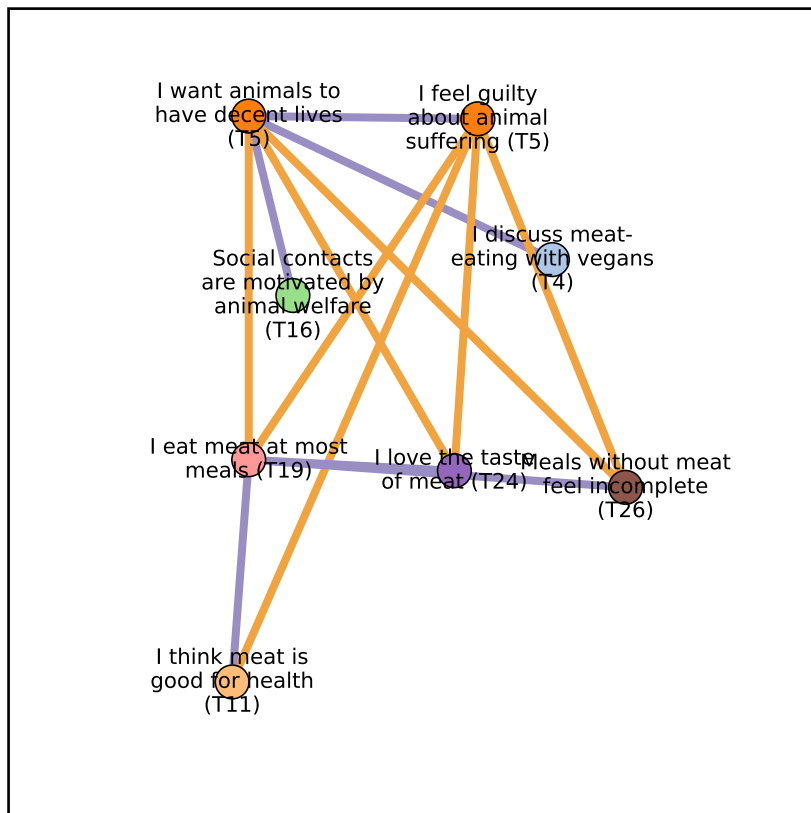 I want animals to
have decent lives
(T5)
I feel guilty
about animal
suffering (T5)
I discuss meat-
eating with vegans
(T4)
Social contacts
are motivated by
animal welfare
(T16)
I eat meat at most
meals (T19)
I love the taste
of meat (T24)
Meals without meat
feel incomplete
(T26)
I think meat is
good for health
(T11)